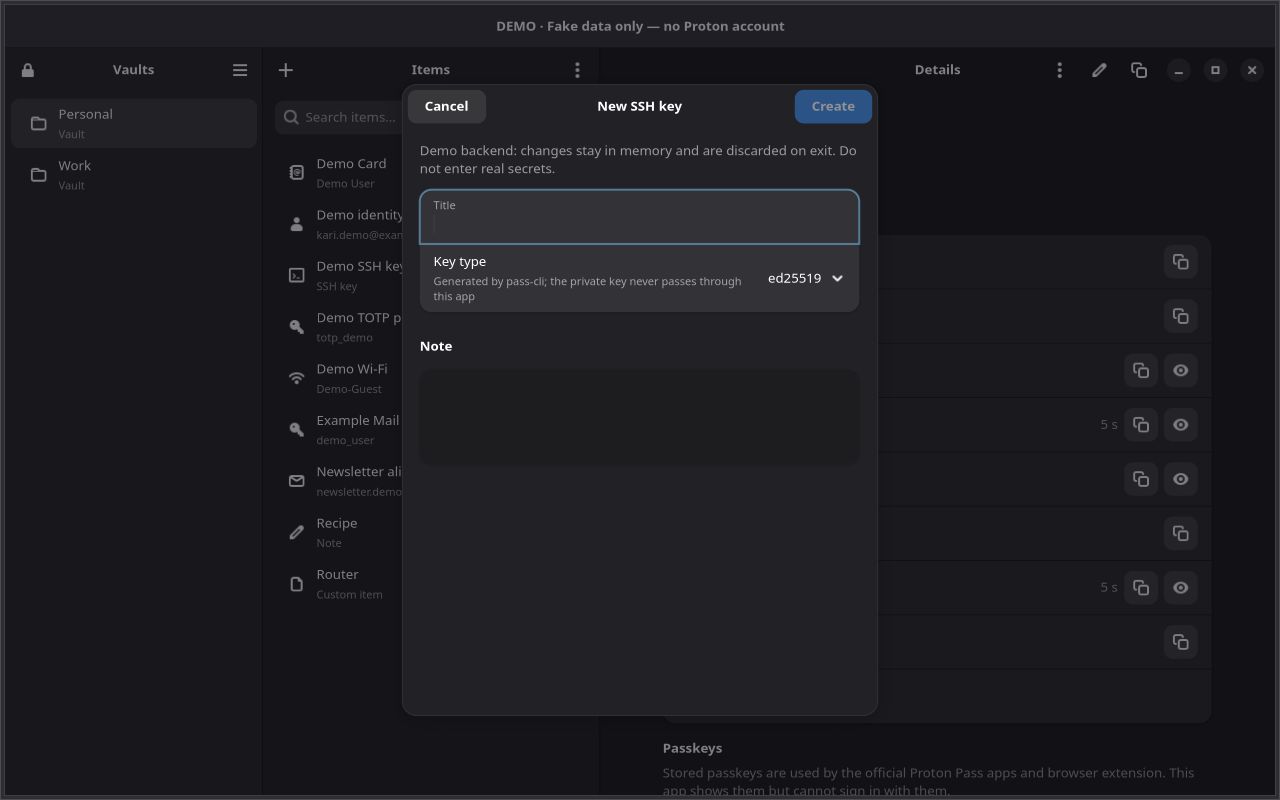 DEMO · Fake data only — no Proton account
Vaults
Items
Details
Personal
Vault
Work
Vault
Search items...
Demo Card
Demo User
Demo identity
kari.demo@exam
Demo SSH key
SSH key
Demo TOTP p
totp_demo
Demo Wi-Fi
Demo-Guest
Example Mail
demo_user
Newsletter ali
newsletter.demo
Recipe
Note
Router
Custom item
Cancel
New SSH key
Create
Demo backend: changes stay in memory and are discarded on exit. Do
not enter real secrets.
Title
Key type
Generated by pass-cli; the private key never passes through
this app
ed25519
Note
5 s
5 s
Passkeys
Stored passkeys are used by the official Proton Pass apps and browser extension. This
app shows them but cannot sign in with them.